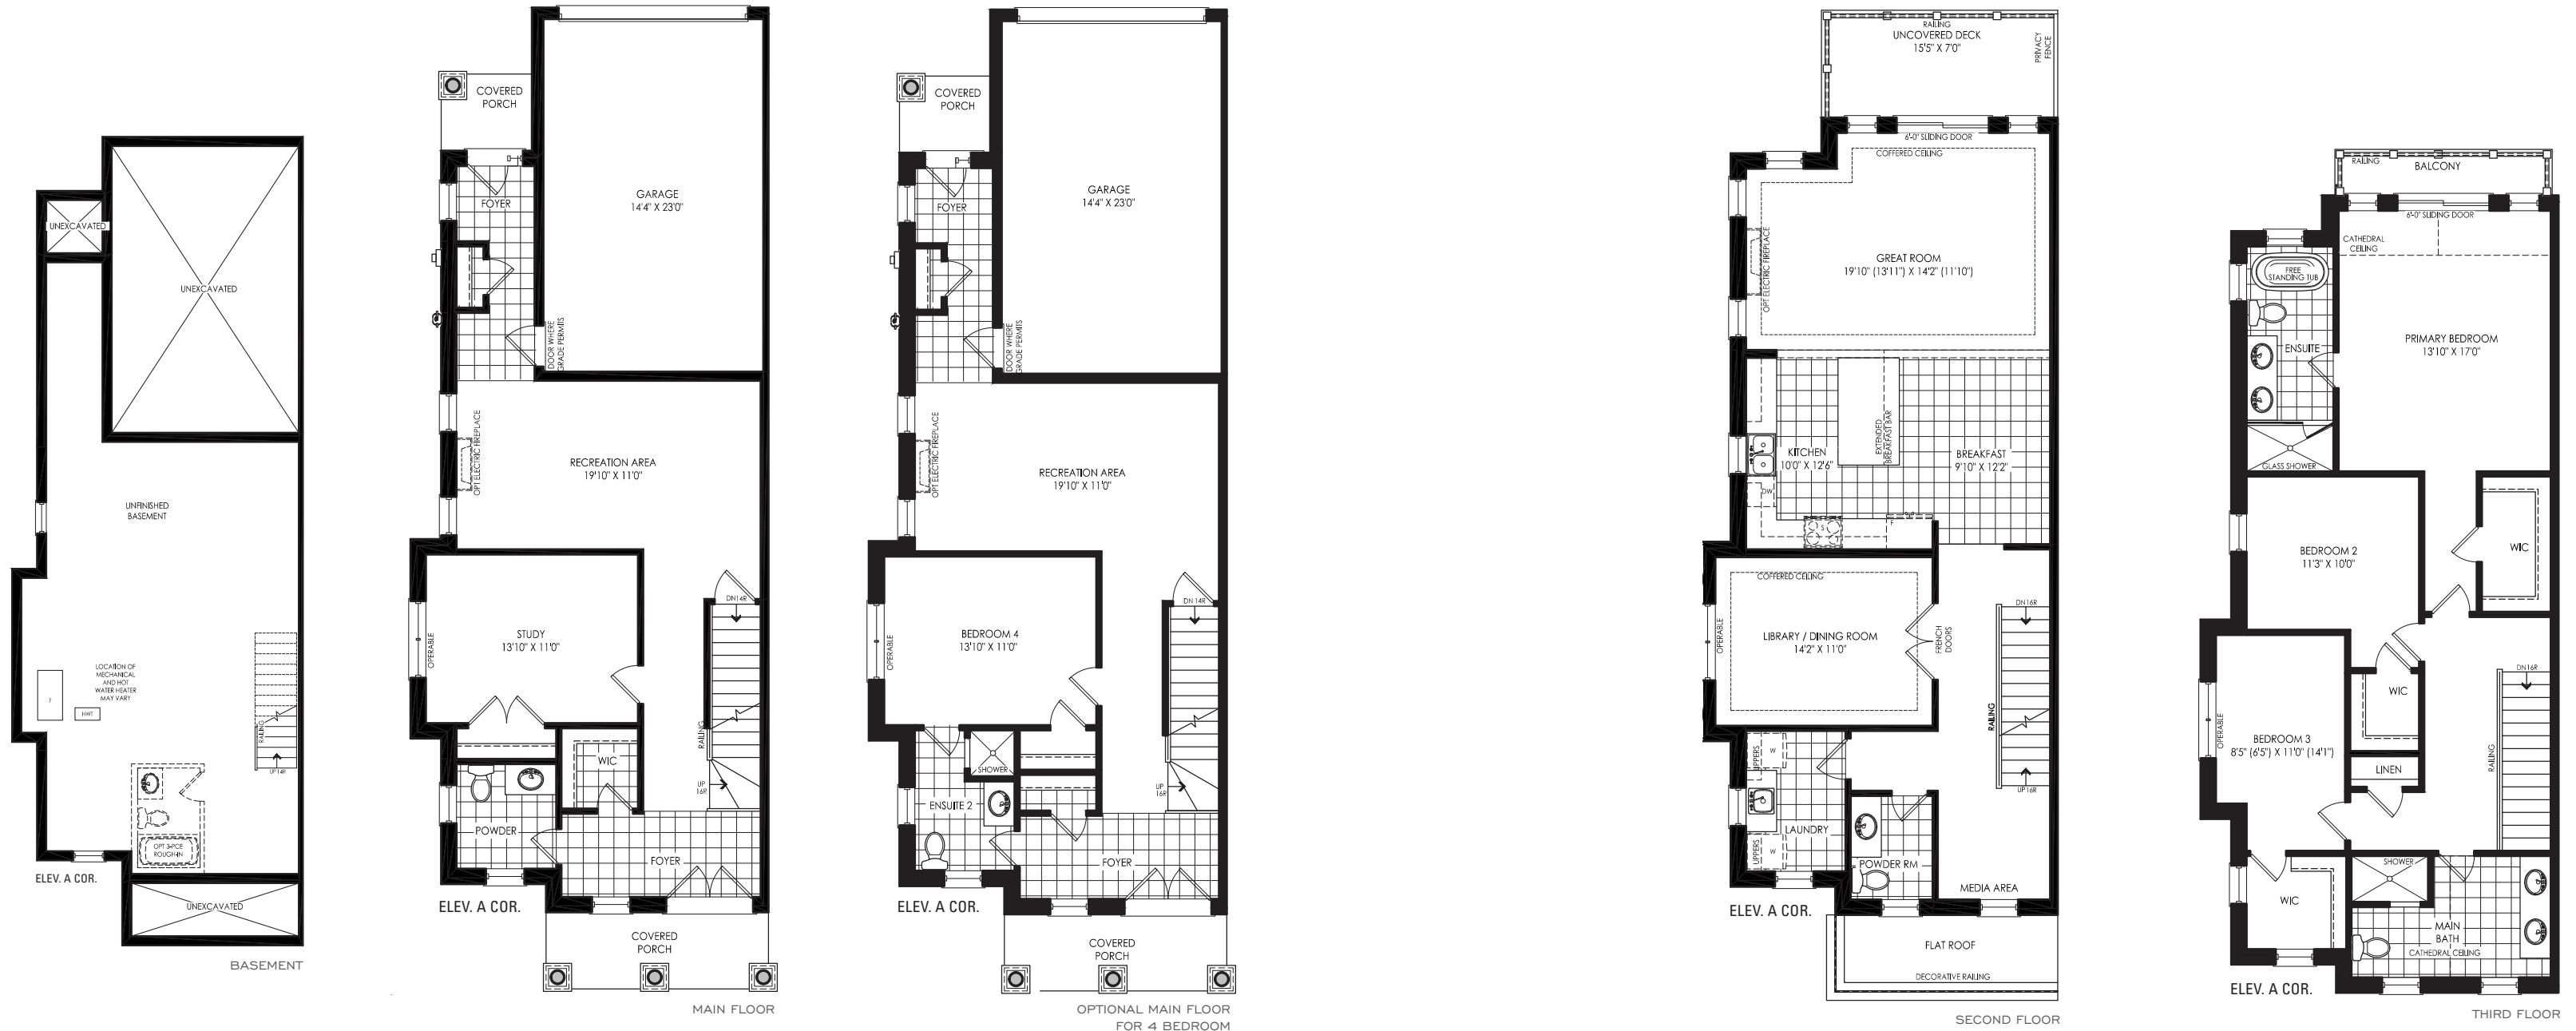 UNEXCAVATED
UNEXCAVATED
UNFINISHED
BASEMENT
LOCATION OF
MECHANICAL
AND HOT
WATER HEATER
MAY VARY
F
HWT
RAILING
UP 14R
OPT 3-PCE
ROUGH-IN
ELEV. A COR.
UNEXCAVATED
BASEMENT
COVERED
PORCH
GARAGE
14'4" X 23'0"
FOYER
DOOR WHERE
GRADE PERMITS
OPT ELECTRIC FIREPLACE
RECREATION AREA
19'10" X 11'0"
DN14R
STUDY
13'10" X 11'0"
OPERABLE
RAILING
WIC
UP
16R
POWDER
FOYER
ELEV. A COR.
COVERED
PORCH
MAIN FLOOR
COVERED
PORCH
GARAGE
14'4" X 23'0"
FOYER
DOOR WHERE
GRADE PERMITS
OPT ELECTRIC FIREPLACE
RECREATION AREA
19'10" X 11'0"
DN 14R
BEDROOM 4
13'10" X 11'0"
OPERABLE
SHOWER
UP
16R
ENSUITE 2
FOYER
ELEV. A COR.
COVERED
PORCH
OPTIONAL MAIN FLOOR
FOR 4 BEDROOM
RAILING
UNCOVERED DECK
15'5" X 7'0"
PRIVACY
FENCE
6'-0" SLIDING DOOR
COFFERED CEILING
OPT ELECTRIC FIREPLACE
GREAT ROOM
19'10" (13'11") X 14'2" (11'10")
EXTENDED
BREAKFAST BAR
KITCHEN
10'0" X 12'6"
BREAKFAST
9'10" X 12'2"
DW
S
F
COFFERED CEILING
DN16R
LIBRARY / DINING ROOM
14'2" X 11'0"
OPERABLE
FRENCH
DOORS
RAILING
UPPERS
W
UP 16R
LAUNDRY
UPPERS
W
POWDER RM
MEDIA AREA
ELEV. A COR.
FLAT ROOF
DECORATIVE RAILING
SECOND FLOOR
RAILING
BALCONY
6'-0" SLIDING DOOR
CATHEDRAL
CEILING
FREE
STANDING TUB
ENSUITE
PRIMARY BEDROOM
13'10" X 17'0"
GLASS SHOWER
BEDROOM 2
11'3" X 10'0"
WIC
DN16R
WIC
OPERABLE
BEDROOM 3
8'5" (6'5") X 11'0" (14'1")
RAILING
LINEN
SHOWER
WIC
MAIN
BATH
CATHEDRAL CEILING
ELEV. A COR.
THIRD FLOOR